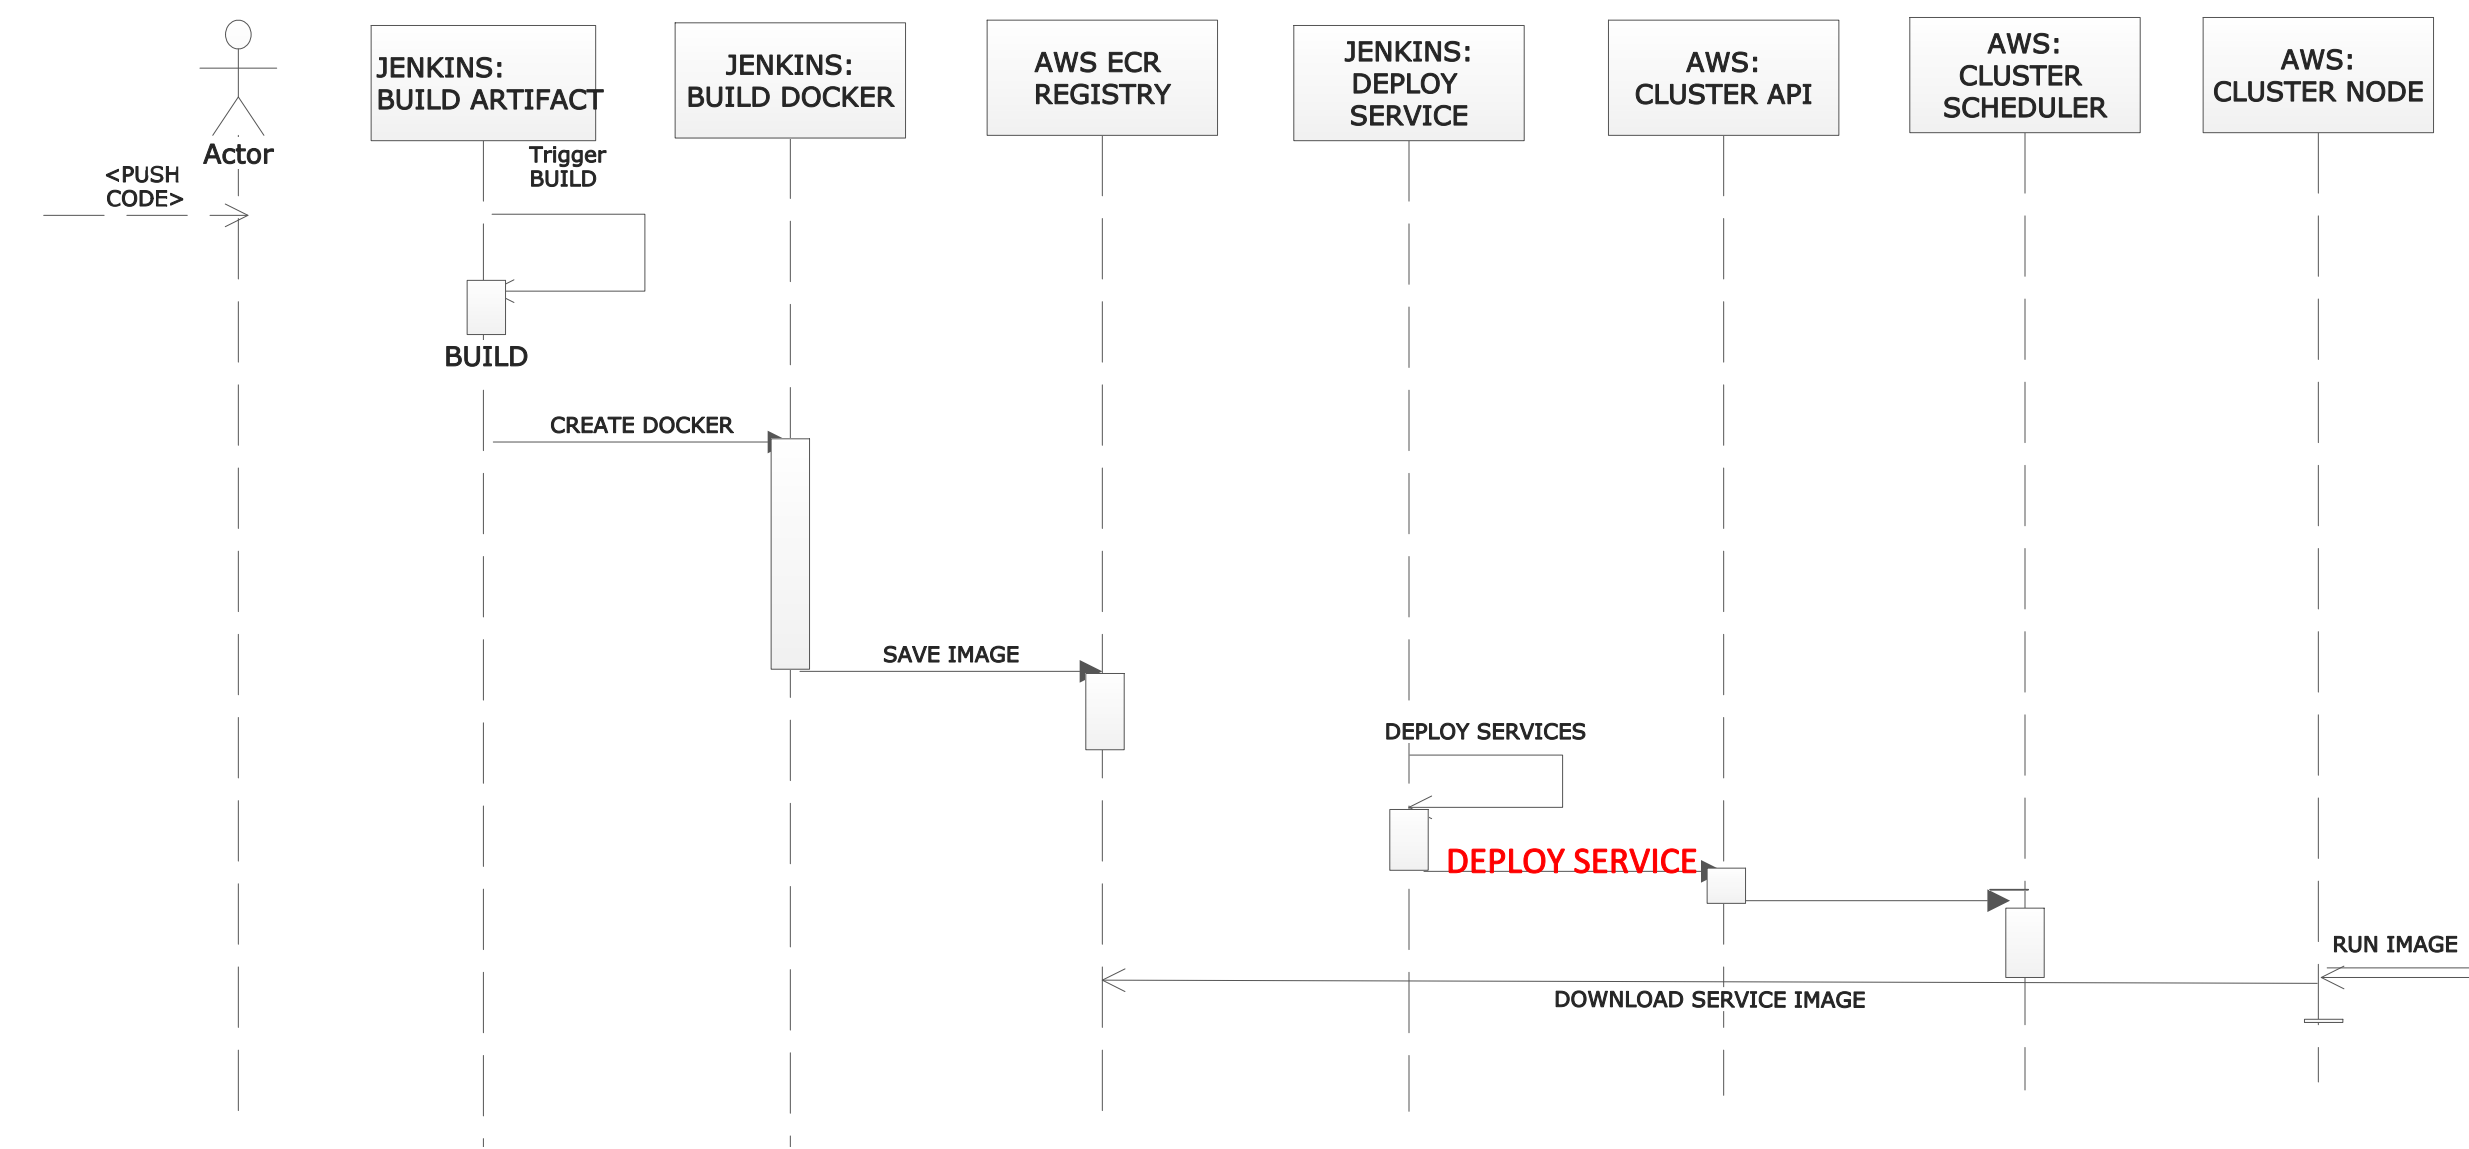 Actor
JENKINS:
BUILD ARTIFACT
JENKINS:
BUILD DOCKER
AWS ECR
REGISTRY
JENKINS:
DEPLOY
SERVICE
AWS:
CLUSTER API
AWS:
CLUSTER
SCHEDULER
AWS:
CLUSTER NODE
<PUSH
CODE>
Trigger
BUILD
BUILD
CREATE DOCKER
SAVE IMAGE
DEPLOY SERVICES
DEPLOY SERVICE
RUN IMAGE
DOWNLOAD SERVICE IMAGE